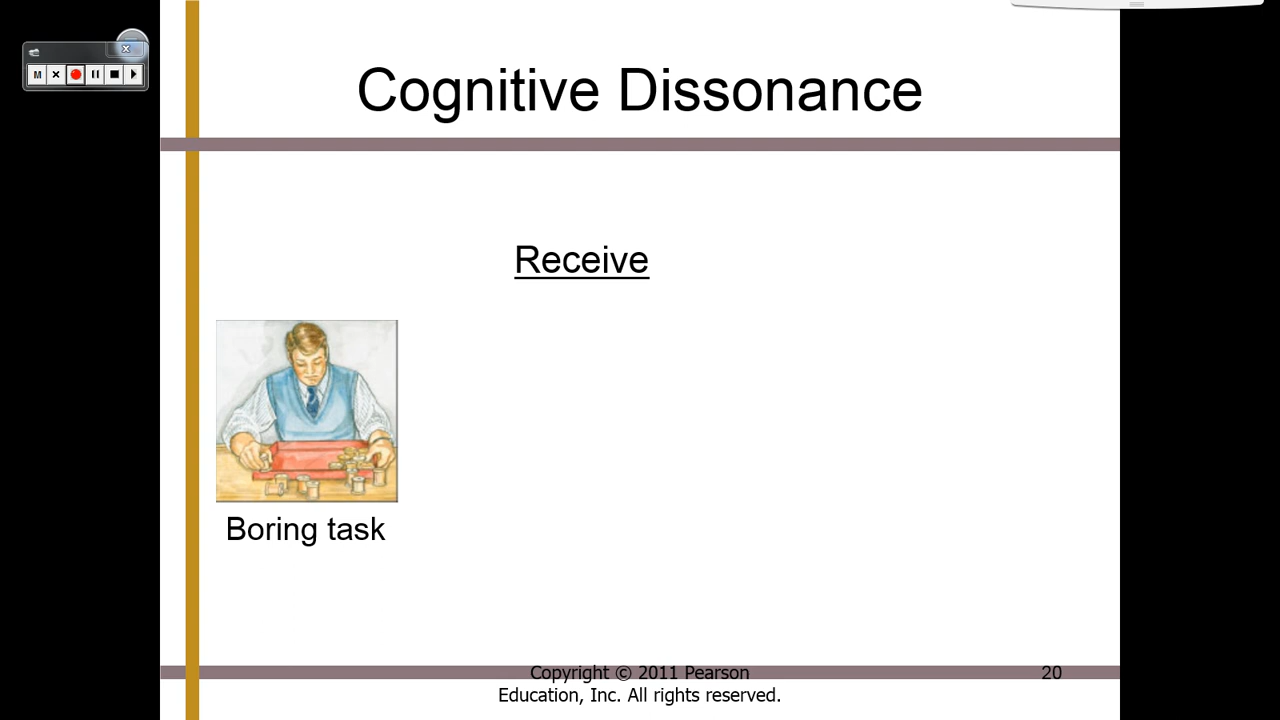 M
Cognitive Dissonance
Receive
Boring task
Copyright © 2011 Pearson
Education, Inc. All rights reserved.
20